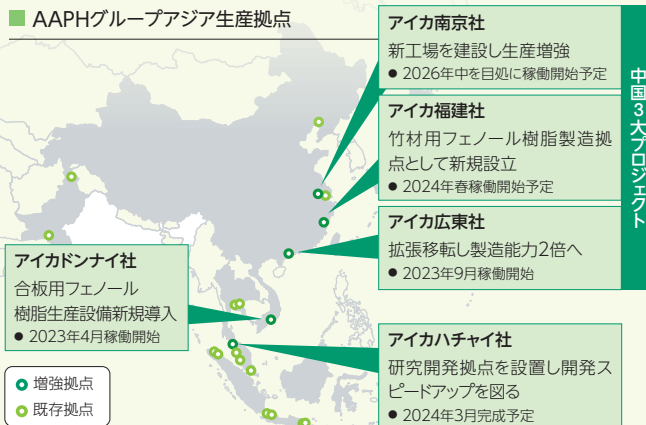 AAPHグループアジア生産拠点
アイカ南京社
新工場を建設し生産増強
● 2026年中を目処に稼働開始予定
アイカ福建社
竹材用フェノール樹脂製造拠
点として新規設立
● 2024年春稼働開始予定
アイカ広東社
拡張移転し製造能力2倍へ
● 2023年9月稼働開始
中国3大プロジェクト
アイカドンナイ社
合板用フェノール
樹脂生産設備新規導入
● 2023年4月稼働開始
アイカハチャイ社
研究開発拠点を設置し開発ス
ピードアップを図る
● 2024年3月完成予定
増強拠点
既存拠点